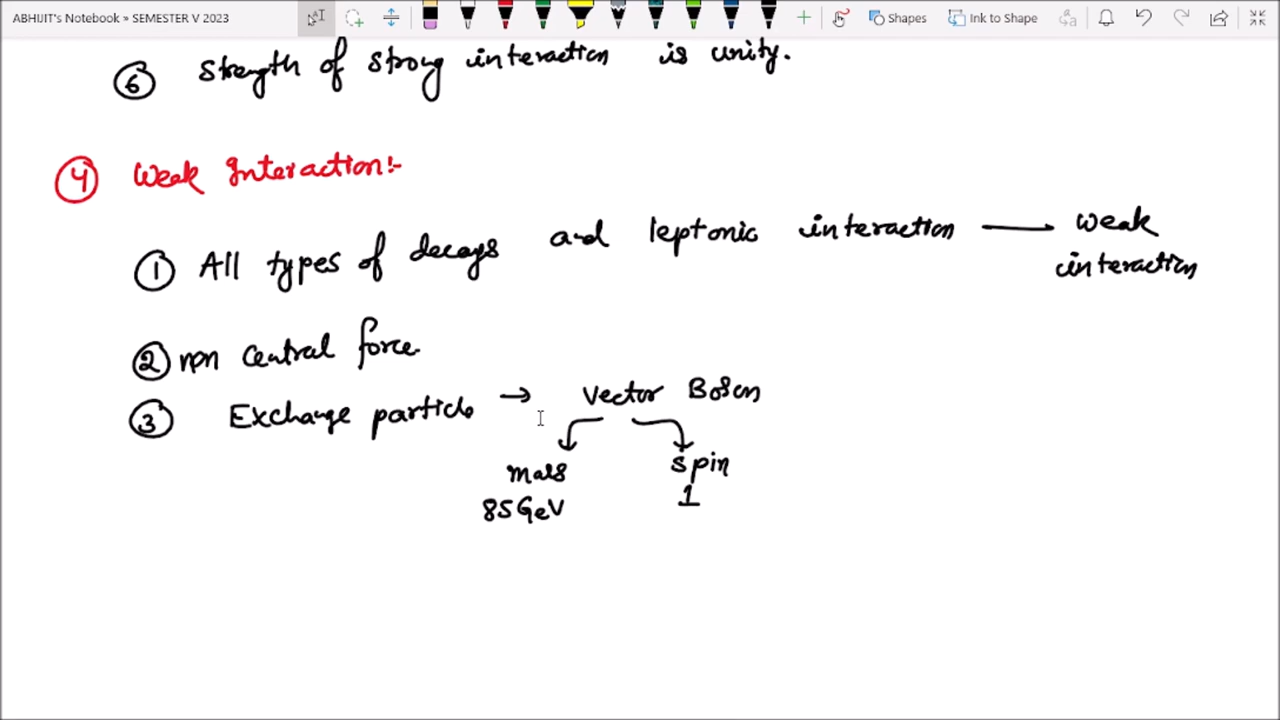 ABHIJIT's Notebook » SEMESTER V 2023
Shapes
Ink to Shape
6 Strength of strong interaction is unity.
4 Weak Interaction:-
1 All types of decays and leptonic interaction → weak
interaction
2 non Central force.
3 Exchange particle → Vector Boson
mass spin
85GeV 1